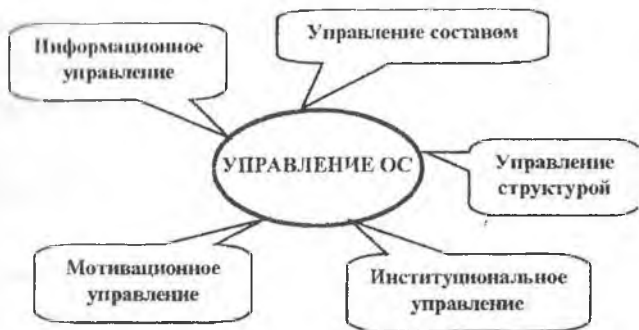 Информационное
управление
Управление составом
УПРАВЛЕНИЕ ОС
Управление
структурой
Мотивационное
управление
Институциональное
управление